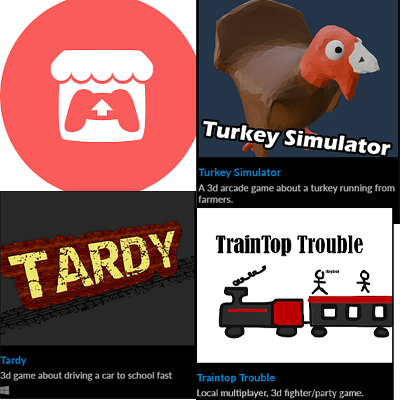 Turkey Simulator
Turkey Simulator
A 3d arcade game about a turkey running from
farmers.
TARDY
Tardy
3d game about driving a car to school fast
TrainTop Trouble
Traintop Trouble
Local multiplayer, 3d fighter/party game.